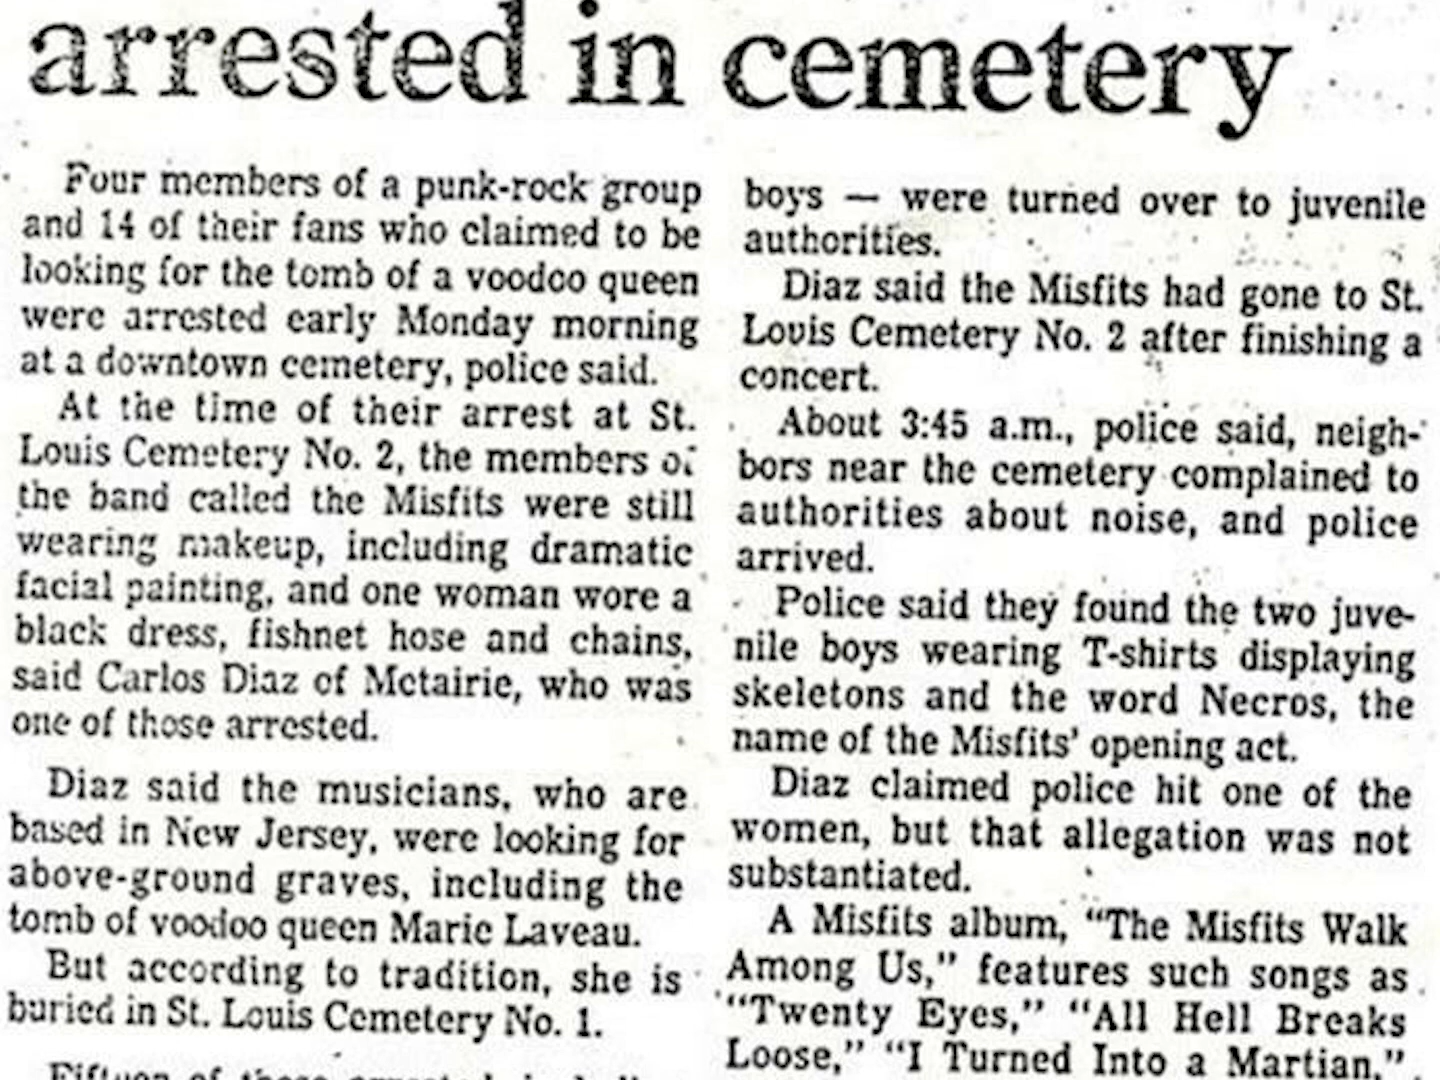 arrested in cemetery
Four members of a punk-rock group
and 14 of their fans who claimed to be
looking for the tomb of a voodoo queen
were arrested early Monday morning
at a downtown cemetery, police said.
At the time of their arrest at St.
Louis Cemetery No. 2, the members of
the band called the Misfits were still
wearing makeup, including dramatic
facial painting, and one woman wore a
black dress, fishnet hose and chains,
said Carlos Diaz of Metairie, who was
one of those arrested.
Diaz said the musicians, who are
based in New Jersey, were looking for
above-ground graves, including the
tomb of voodoo queen Marie Laveau.
But according to tradition, she is
buried in St. Louis Cemetery No. 1.
Fifteen of those arrested
boys — were turned over to juvenile
authorities.
Diaz said the Misfits had gone to St.
Louis Cemetery No. 2 after finishing a
concert.
About 3:45 a.m., police said, neigh-
bors near the cemetery complained to
authorities about noise, and police
arrived.
Police said they found the two juve-
nile boys wearing T-shirts displaying
skeletons and the word Necros, the
name of the Misfits' opening act.
Diaz claimed police hit one of the
women, but that allegation was not
substantiated.
A Misfits album, “The Misfits Walk
Among Us,” features such songs as
“Twenty Eyes,” “All Hell Breaks
Loose,” “I Turned Into a Martian,”